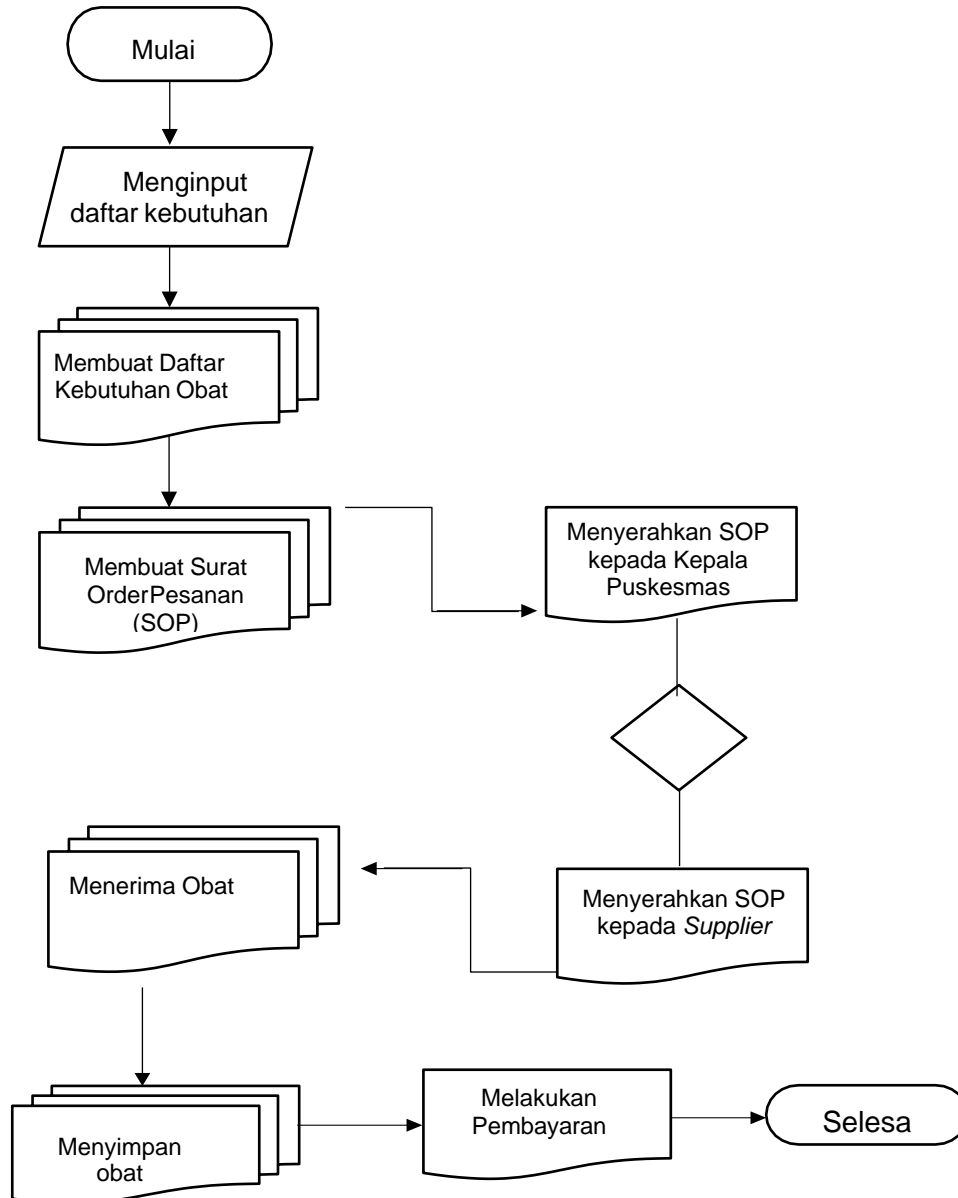 Mulai
Menginput
daftar kebutuhan
Membuat Daftar
Kebutuhan Obat
Membuat Surat
OrderPesanan
(SOP)
Menyerahkan SOP
kepada Kepala
Puskesmas
Menyerahkan SOP
kepada Supplier
Menerima Obat
Menyimpan
obat
Melakukan
Pembayaran
Selesa